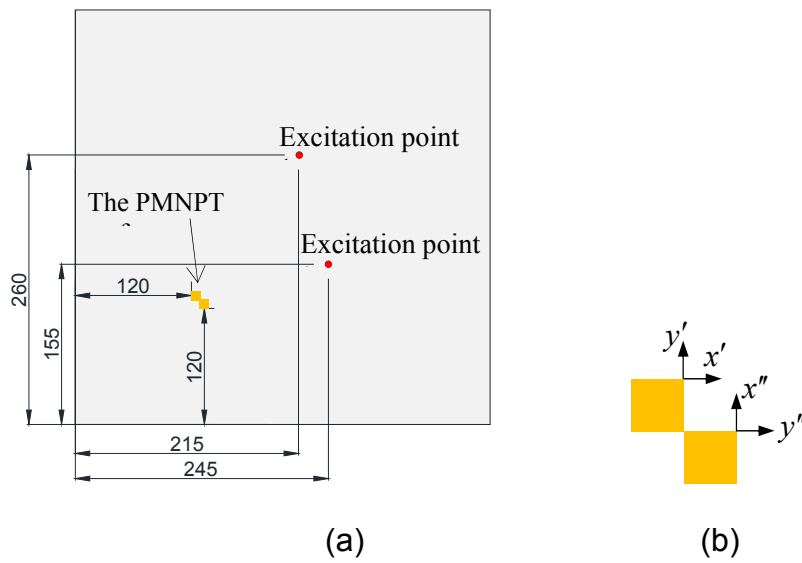 Excitation point
The PMNPT
Excitation point
120
260
155
120
215
245
y′
x′
x″
y″
(a)
(b)